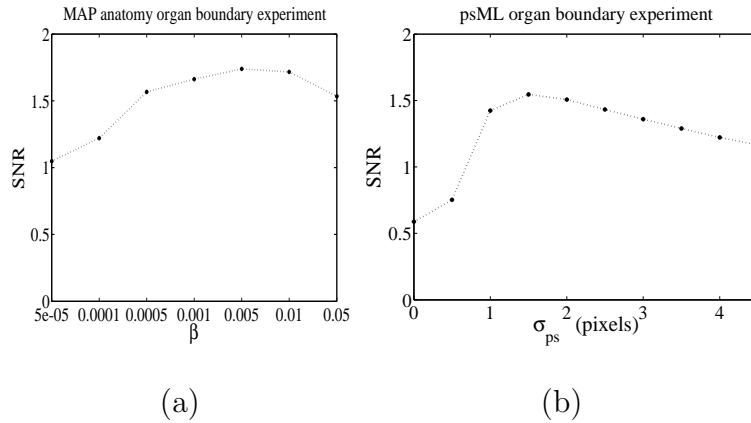 MAP anatomy organ boundary experiment
2
1.5
1
0.5
0
SNR
5e-05 0.0001 0.0005 0.001 0.005 0.01 0.05
β
(a)
psML organ boundary experiment
2
1.5
1
0.5
0
SNR
0 1 2 3 4
σps (pixels)
(b)